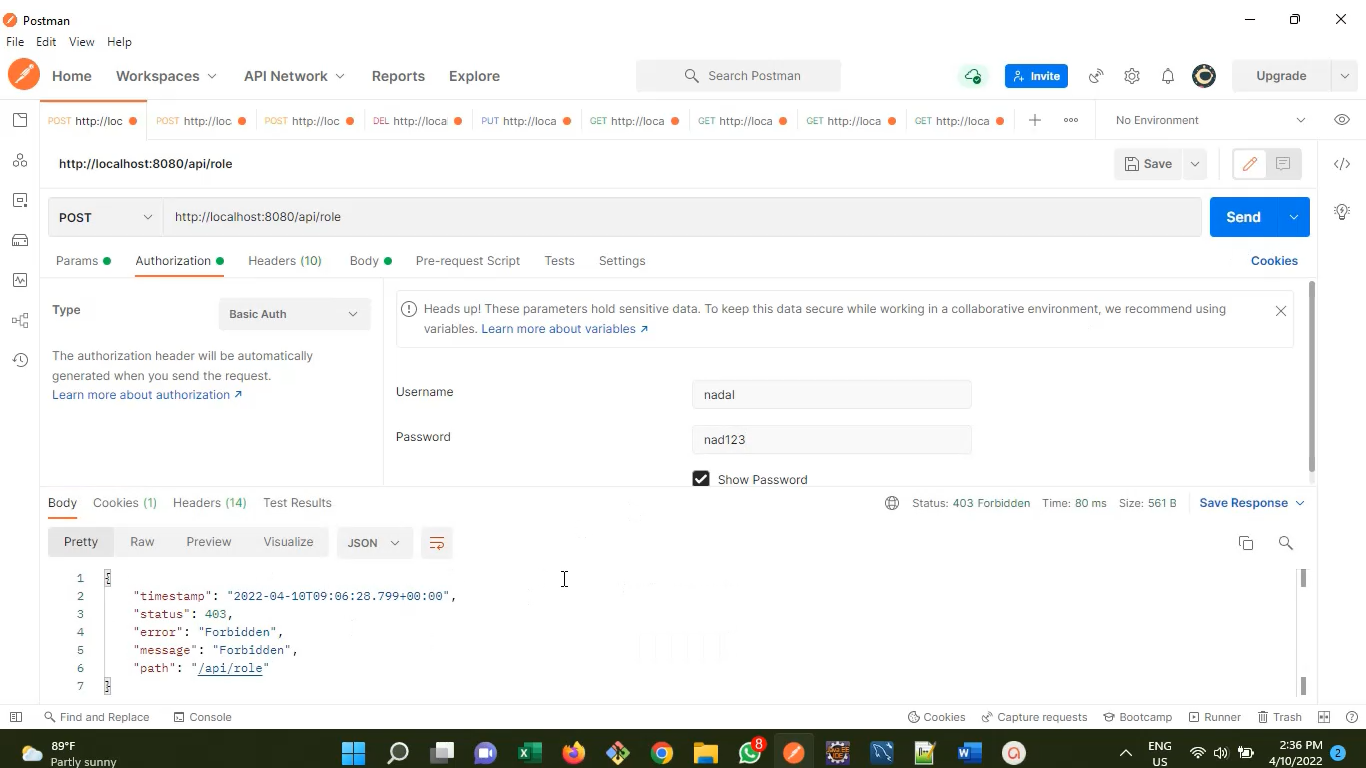 Postman
File Edit View Help
Home Workspaces API Network Reports Explore Search Postman Invite Upgrade
POST http://loc POST http://loc POST http://loc DEL http://local PUT http://loca GET http://loca GET http://loca GET http://loca GET http://loca No Environment
http://localhost:8080/api/role Save
POST http://localhost:8080/api/role Send
Params Authorization Headers (10) Body Pre-request Script Tests Settings Cookies
Type Basic Auth
The authorization header will be automatically
generated when you send the request.
Learn more about authorization ↗
Heads up! These parameters hold sensitive data. To keep this data secure while working in a collaborative environment, we recommend using
variables. Learn more about variables ↗
Username nadal
Password nad123
Show Password
Body Cookies (1) Headers (14) Test Results Status: 403 Forbidden Time: 80 ms Size: 561 B Save Response
Pretty Raw Preview Visualize JSON
1 {
2 "timestamp": "2022-04-10T09:06:28.799+00:00",
3 "status": 403,
4 "error": "Forbidden",
5 "message": "Forbidden",
6 "path": "/api/role"
7 }
Find and Replace Console Cookies Capture requests Bootcamp Runner Trash
89°F
Partly sunny
8
ENG
US
2:36 PM
4/10/2022
2